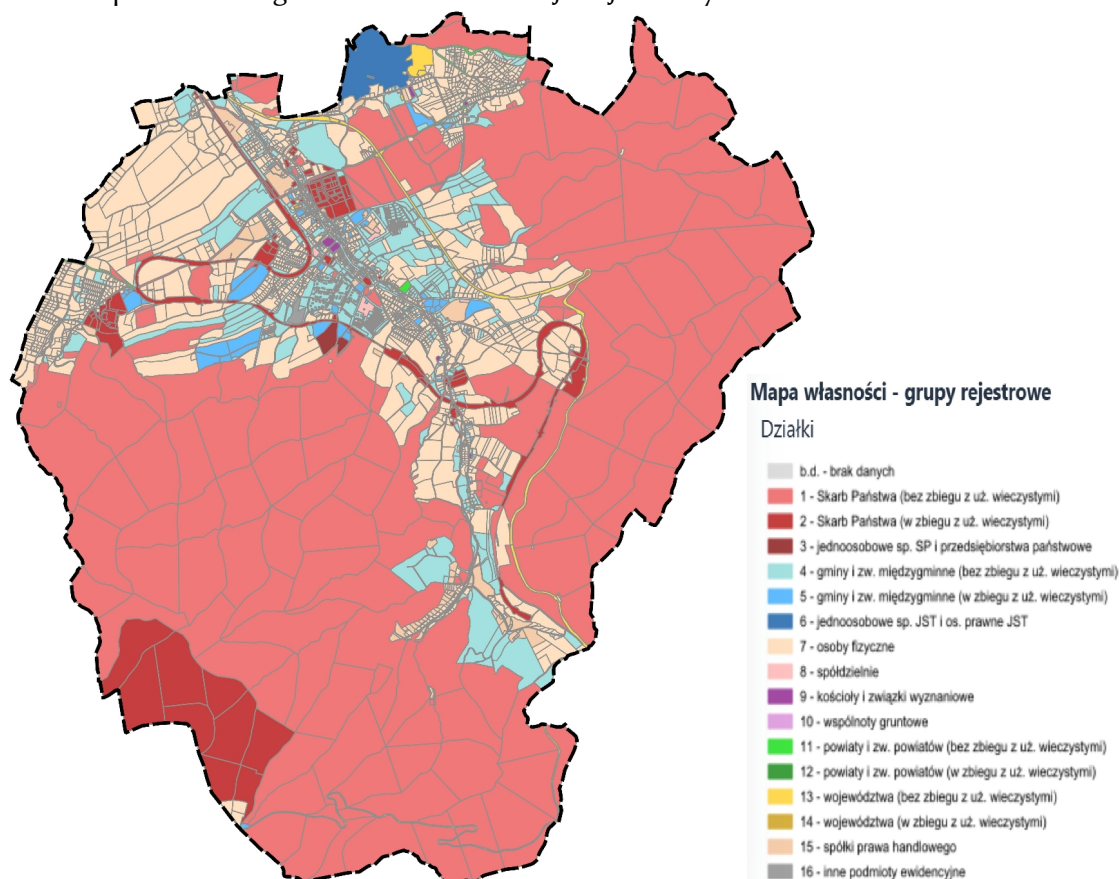 Mapa własności - grupy rejestrowe
Działki
b.d. - brak danych
1 - Skarb Państwa (bez zbiegu z uż. wieczystymi)
2 - Skarb Państwa (w zbiegu z uż. wieczystymi)
3 - jednoosobowe sp. SP i przedsiębiorstwa państwowe
4 - gminy i zw. międzygminne (bez zbiegu z uż. wieczystymi)
5 - gminy i zw. międzygminne (w zbiegu z uż. wieczystymi)
6 - jednoosobowe sp. JST i os. prawne JST
7 - osoby fizyczne
8 - spółdzielnie
9 - kościoły i związki wyznaniowe
10 - wspólnoty gruntowe
11 - powiaty i zw. powiatów (bez zbiegu z uż. wieczystymi)
12 - powiaty i zw. powiatów (w zbiegu z uż. wieczystymi)
13 - województwa (bez zbiegu z uż. wieczystymi)
14 - województwa (w zbiegu z uż. wieczystymi)
15 - spółki prawa handlowego
16 - inne podmioty ewidencyjne